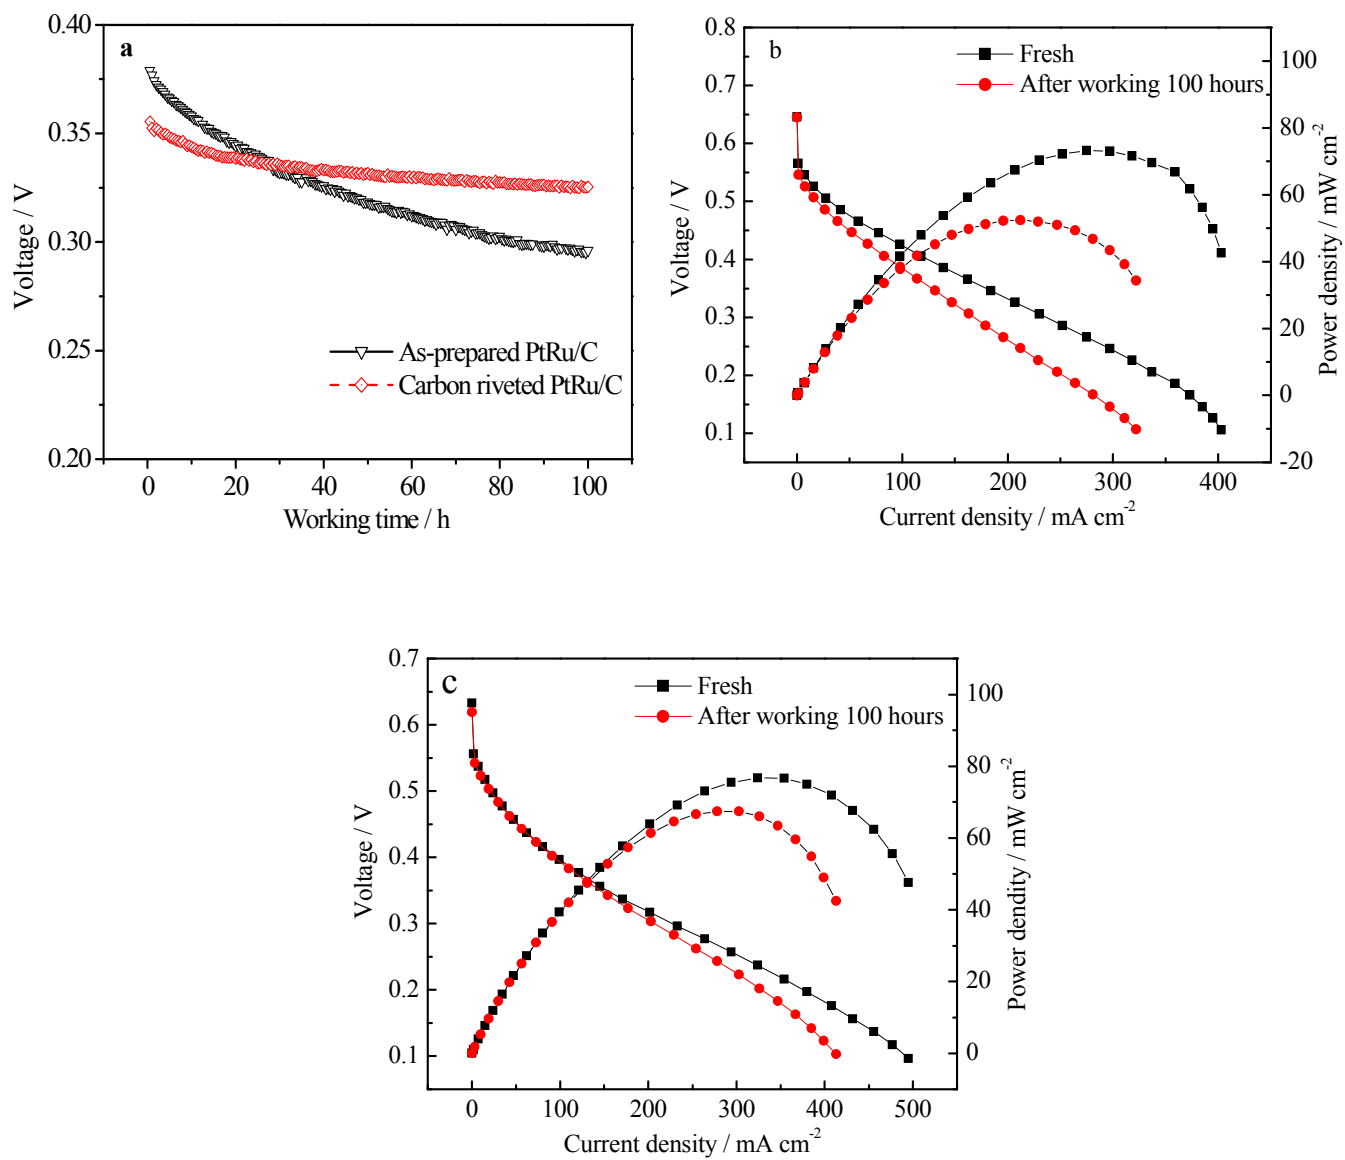 a
0.40
0.35
0.30
0.25
0.20
Voltage / V
As-prepared PtRu/C
Carbon riveted PtRu/C
0 20 40 60 80 100
Working time / h
b
0.8
0.7
0.6
0.5
0.4
0.3
0.2
0.1
Voltage / V
Fresh
After working 100 hours
100
80
60
40
20
0
-20
Power density / mW cm-2
0 100 200 300 400
Current density / mA cm-2
c
0.7
0.6
0.5
0.4
0.3
0.2
0.1
Voltage / V
Fresh
After working 100 hours
100
80
60
40
20
0
Power dendity / mW cm-2
0 100 200 300 400 500
Current density / mA cm-2